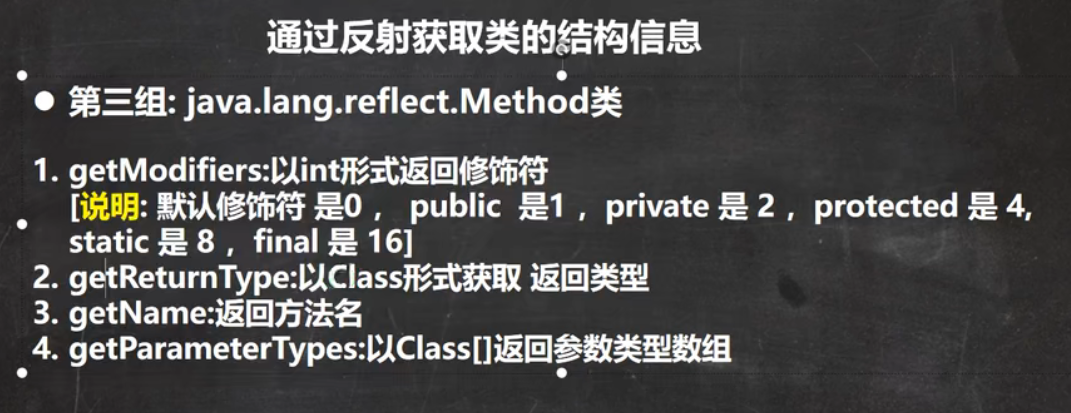 通过反射获取类的结构信息
● 第三组: java.lang.reflect.Method类
1. getModifiers:以int形式返回修饰符
[说明: 默认修饰符 是0 ， public 是1 ，private 是 2 ，protected 是 4,
static 是 8 ，final 是 16]
2. getReturnType:以Class形式获取 返回类型
3. getName:返回方法名
4. getParameterTypes:以Class[]返回参数类型数组